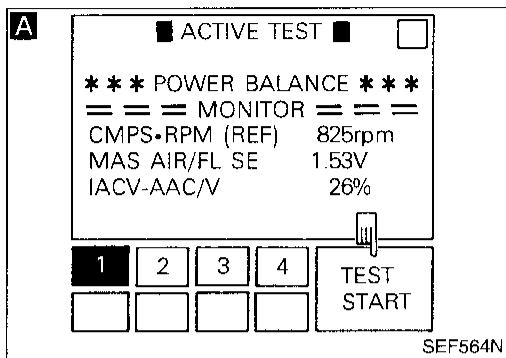 A
■ ACTIVE TEST ■
*** POWER BALANCE ***
= = = MONITOR = = =
CMPS•RPM (REF) 825rpm
MAS AIR/FL SE 1.53V
IACV-AAC/V 26%
1 2 3 4 TEST
START
SEF564N